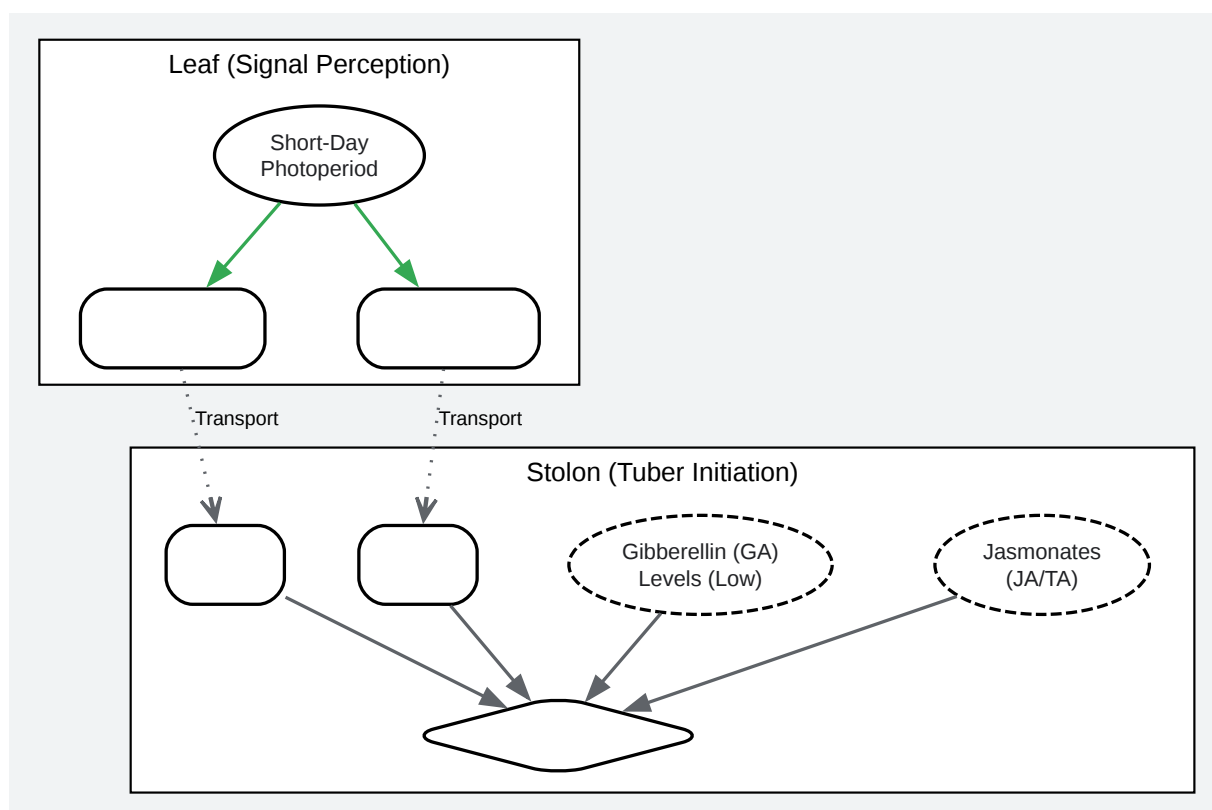 Leaf (Signal Perception)
Short-Day
Photoperiod
Transport
Transport
Stolon (Tuber Initiation)
Gibberellin (GA)
Levels (Low)
Jasmonates
(JA/TA)